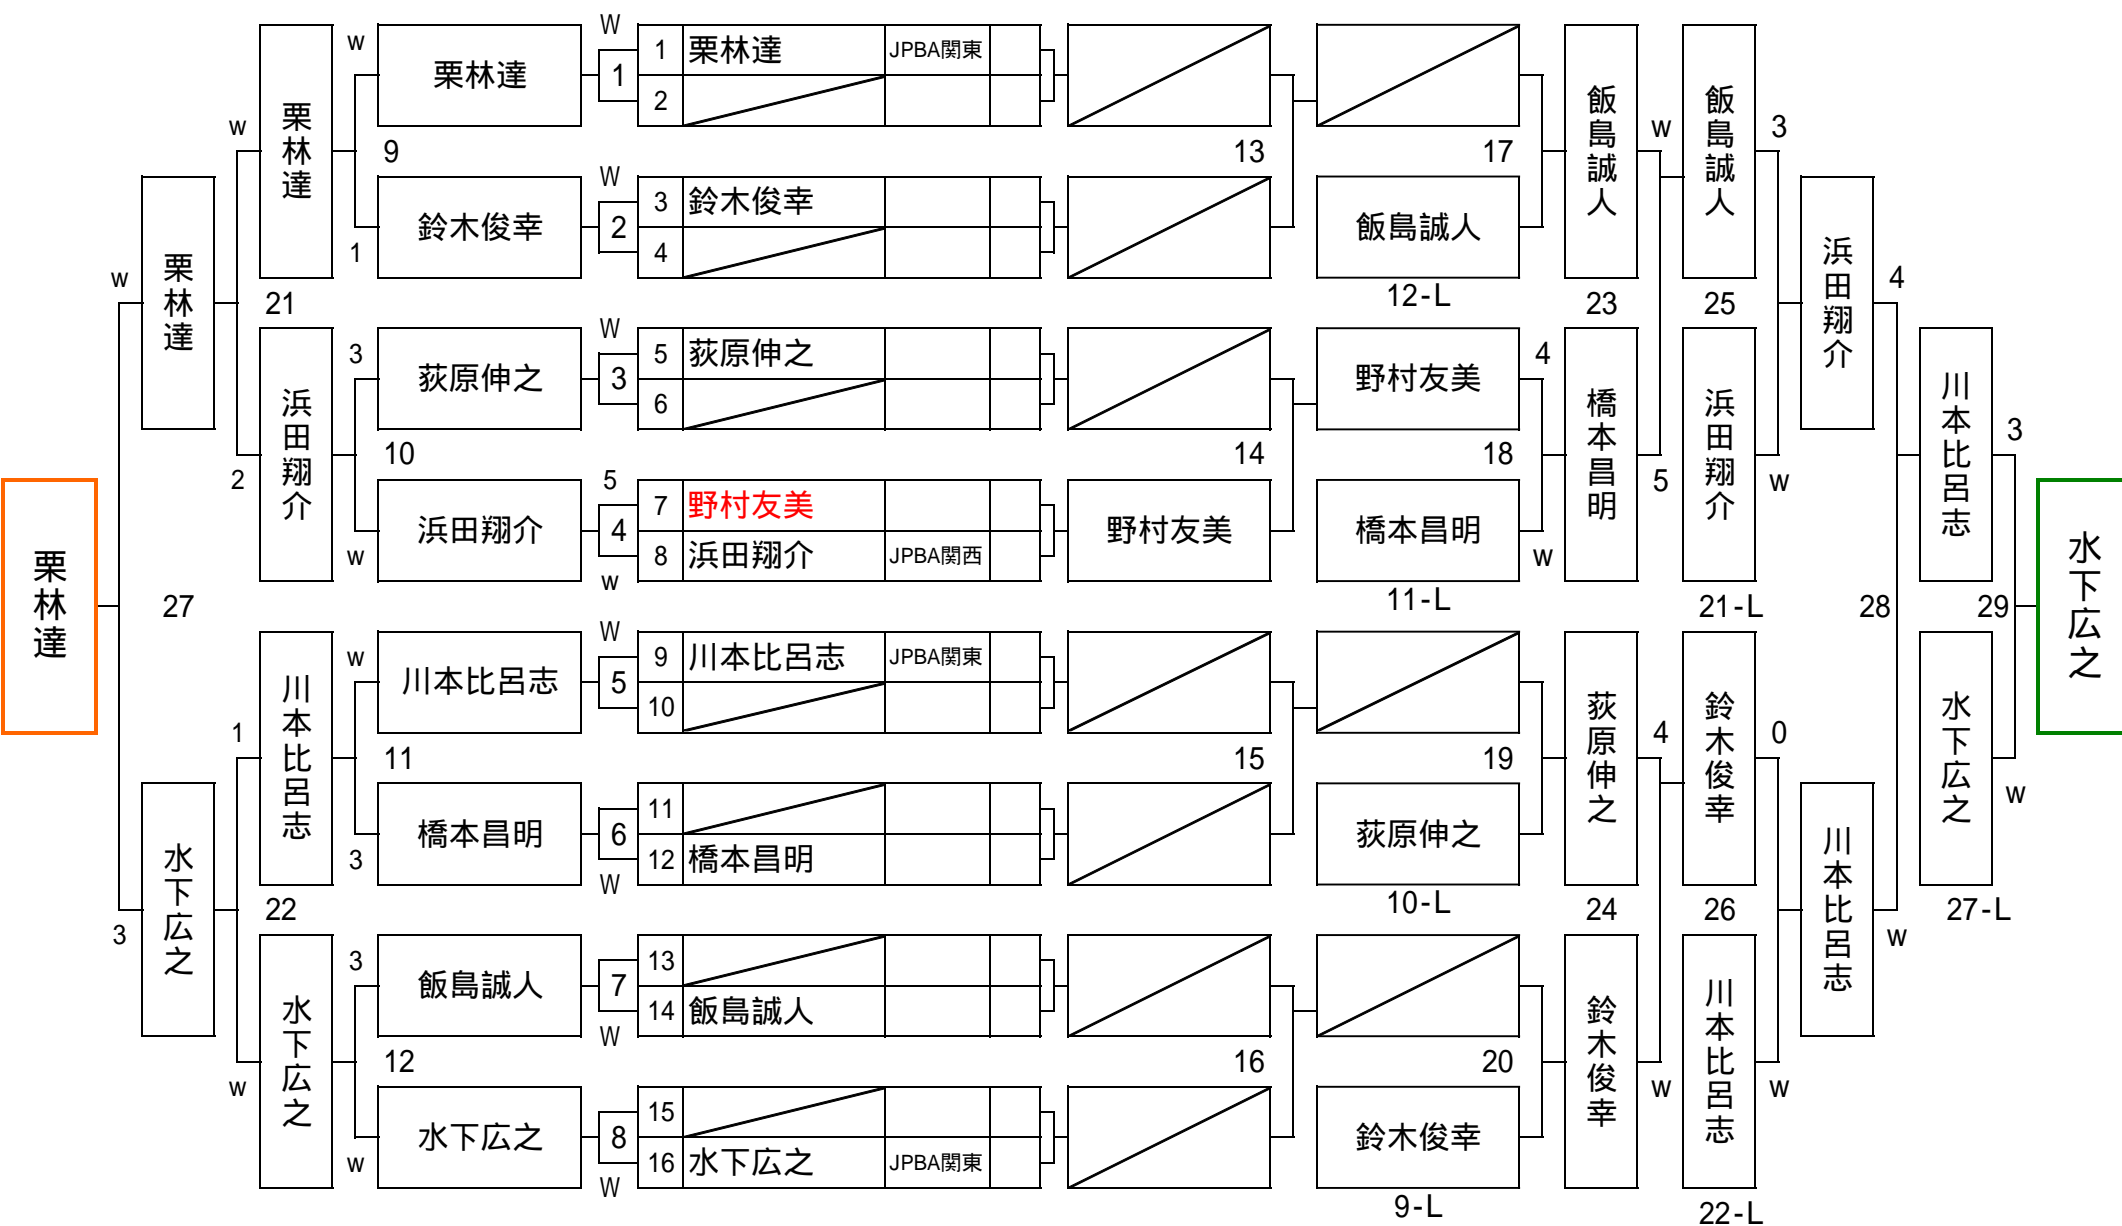 栗林達
27
w
栗林達
3
水下広之
w
栗林達
21
2
浜田翔介
1
川本比呂志
22
w
水下広之
w
栗林達
9
1
鈴木俊幸
3
荻原伸之
10
w
浜田翔介
w
川本比呂志
11
3
橋本昌明
3
飯島誠人
12
w
水下広之
W
1
1 栗林達 JPBA関東
2
W
2
3 鈴木俊幸
4
W
3
5 荻原伸之
6
5
4
w
7 野村友美
8 浜田翔介 JPBA関西
W
5
9 川本比呂志 JPBA関東
10
6
W
11
12 橋本昌明
7
W
13
14 飯島誠人
8
W
15
16 水下広之 JPBA関東
13
14
野村友美
15
16
17
飯島誠人
12-L
野村友美
4
18
橋本昌明
w
11-L
19
荻原伸之
10-L
20
鈴木俊幸
9-L
飯島誠人
w
23
橋本昌明
5
荻原伸之
4
24
鈴木俊幸
w
飯島誠人
3
25
浜田翔介
w
21-L
鈴木俊幸
0
26
川本比呂志
w
22-L
浜田翔介
4
28
川本比呂志
w
川本比呂志
3
29
水下広之
w
27-L
水下広之